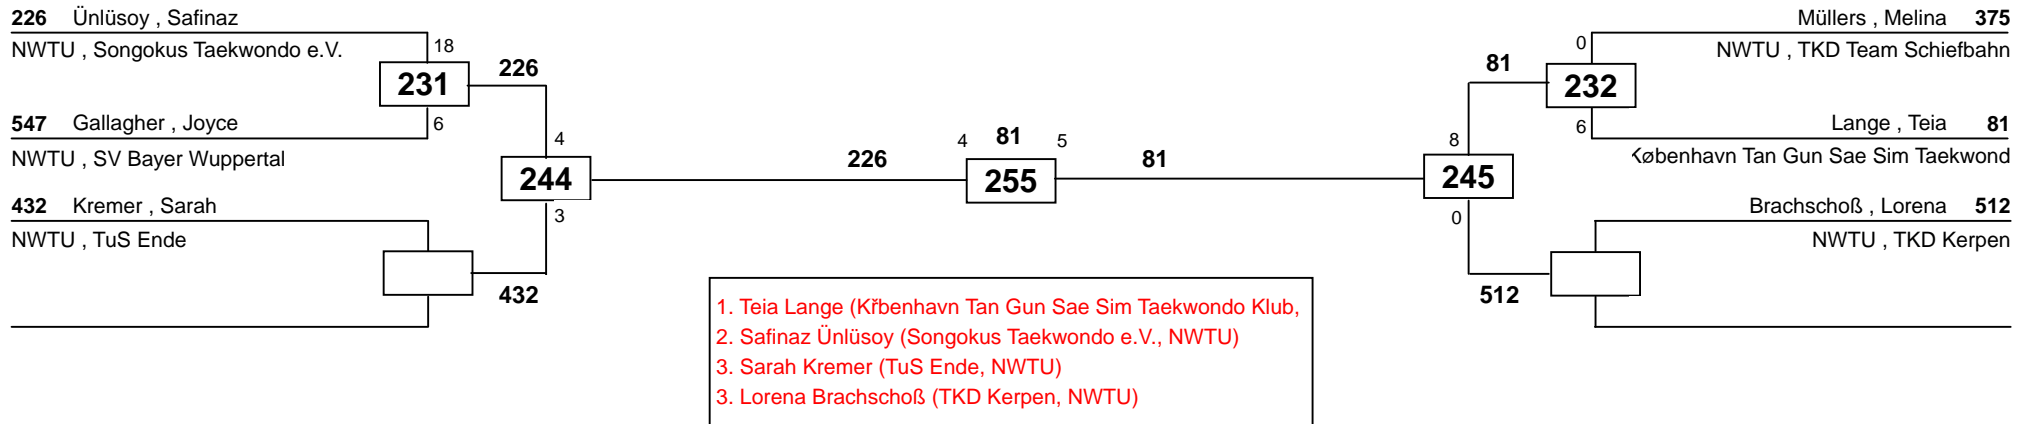 226 Ünlüsoy , Safinaz
NWTU , Songokus Taekwondo e.V.
18
231
226
6
547 Gallagher , Joyce
NWTU , SV Bayer Wuppertal
4
244
3
432 Kremer , Sarah
NWTU , TuS Ende
432
226
4 81 5
255
81
Müllers , Melina 375
NWTU , TKD Team Schiefbahn
0
81
232
6
Lange , Teia 81
København Tan Gun Sae Sim Taekwond
8
245
0
Brachschoß , Lorena 512
NWTU , TKD Kerpen
512
1. Teia Lange (Křbenhavn Tan Gun Sae Sim Taekwondo Klub,
2. Safinaz Ünlüsoy (Songokus Taekwondo e.V., NWTU)
3. Sarah Kremer (TuS Ende, NWTU)
3. Lorena Brachschoß (TKD Kerpen, NWTU)